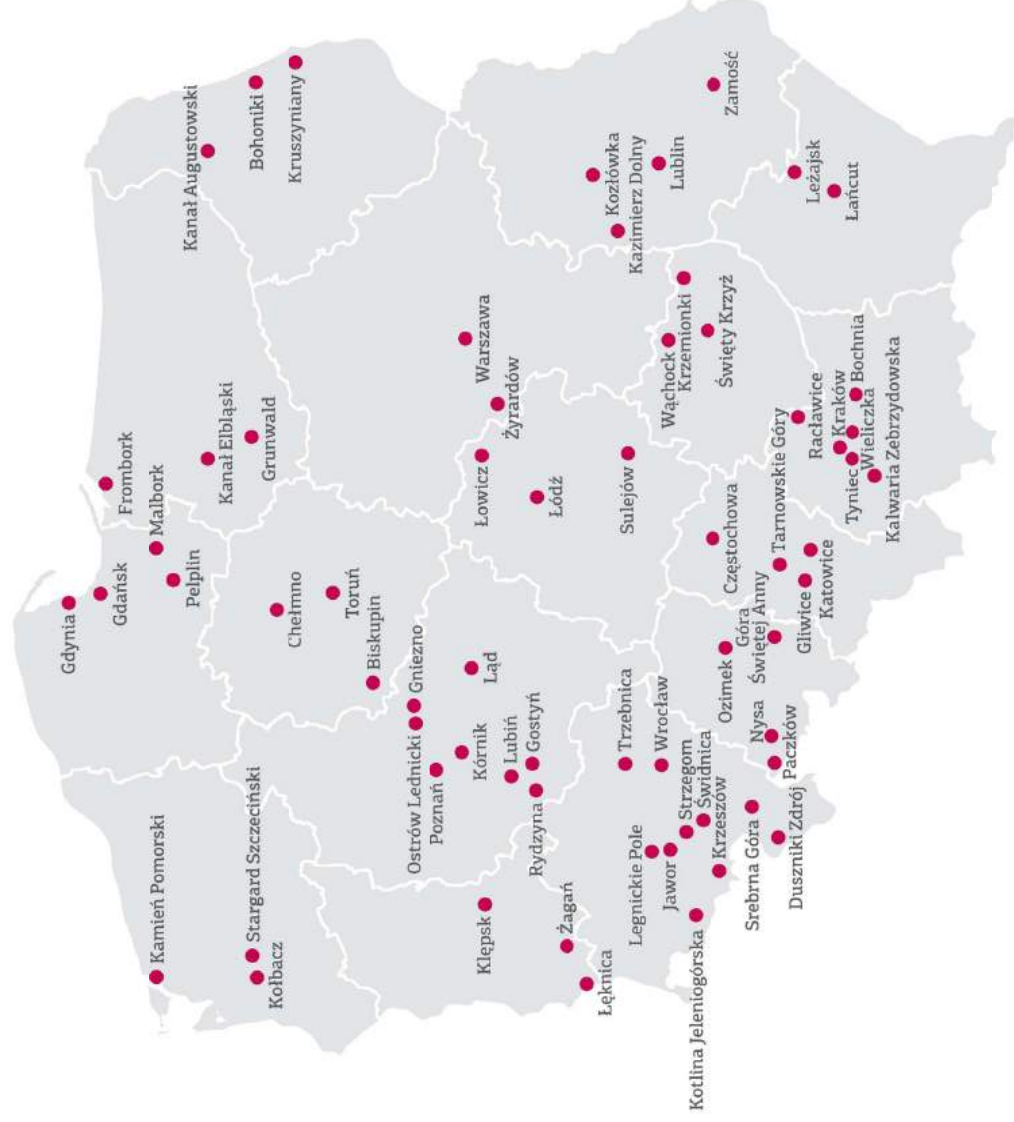 Gdynia
Gdańsk
Frombork
Malbork
Pelplin
Kanał Elbląski
Grunwald
Kanał Augustowski
Bohoniki
Kruszyniany
Kamień Pomorski
Stargard Szczeciński
Kołbacz
Chełmno
Toruń
Biskupin
Gniezno
Ostrów Lednicki
Poznań
Kórnik
Ląd
Lubiń
Gostyń
Rydzyna
Klępsk
Żagań
Łęknica
Warszawa
Żyrardów
Łowicz
Łódź
Sulejów
Kozłówka
Kazimierz Dolny
Lublin
Zamość
Wąchock
Krzemionki
Święty Krzyż
Leżajsk
Łańcut
Trzebnica
Wrocław
Legnickie Pole
Jawor
Strzegom
Świdnica
Krzeszów
Kotlina Jeleniogórska
Srebrna Góra
Duszniki Zdrój
Paczków
Nysa
Ozimek
Góra
Świętej Anny
Częstochowa
Tarnowskie Góry
Gliwice
Katowice
Racławice
Kraków
Tyniec
Wieliczka
Bochnia
Kalwaria Zebrzydowska